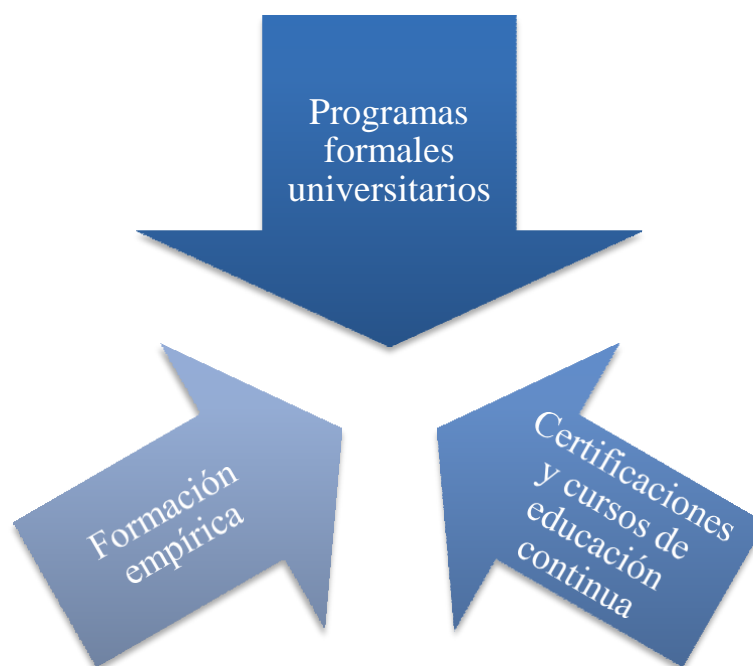 Programas
formales
universitarios
Formación
empírica
Certificaciones
y cursos de
educación
continua